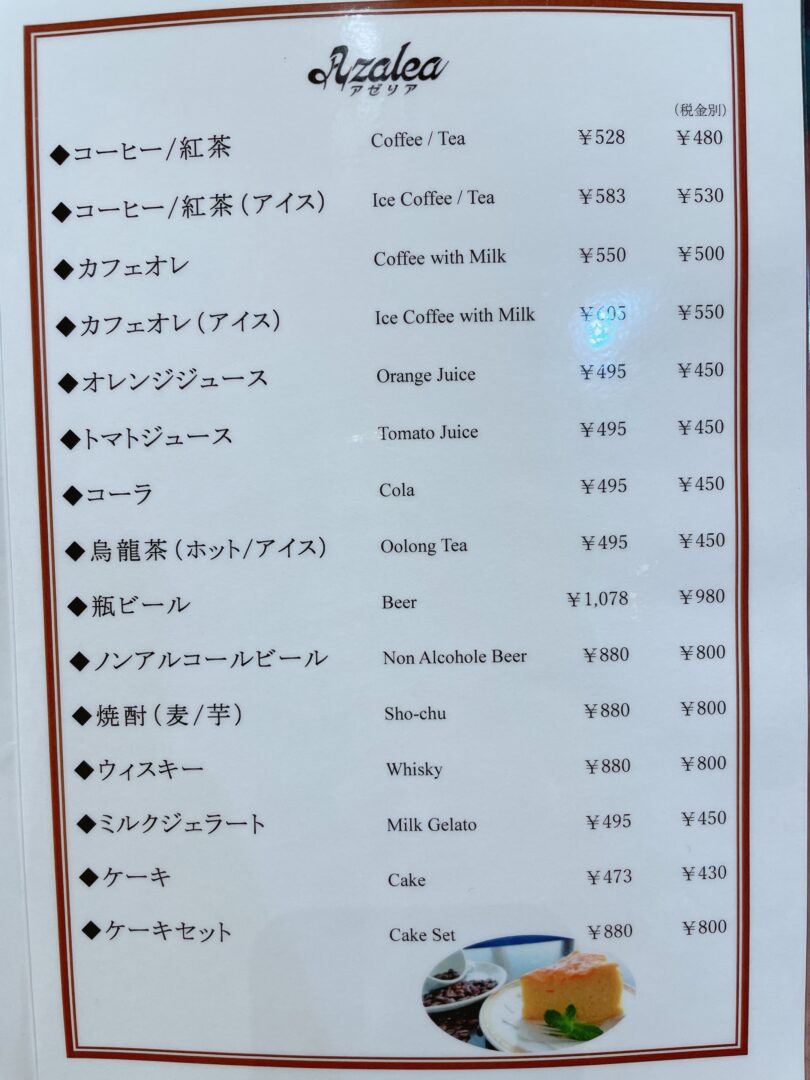 Azalea
アゼリア
(税金別)
◆コーヒー/紅茶 Coffee / Tea ¥528 ¥480
◆コーヒー/紅茶(アイス) Ice Coffee / Tea ¥583 ¥530
◆カフェオレ Coffee with Milk ¥550 ¥500
◆カフェオレ(アイス) Ice Coffee with Milk ¥605 ¥550
◆オレンジジュース Orange Juice ¥495 ¥450
◆トマトジュース Tomato Juice ¥495 ¥450
◆コーラ Cola ¥495 ¥450
◆烏龍茶(ホット/アイス) Oolong Tea ¥495 ¥450
◆瓶ビール Beer ¥1,078 ¥980
◆ノンアルコールビール Non Alcohole Beer ¥880 ¥800
◆焼酎(麦/芋) Sho-chu ¥880 ¥800
◆ウィスキー Whisky ¥880 ¥800
◆ミルクジェラート Milk Gelato ¥495 ¥450
◆ケーキ Cake ¥473 ¥430
◆ケーキセット Cake Set ¥880 ¥800